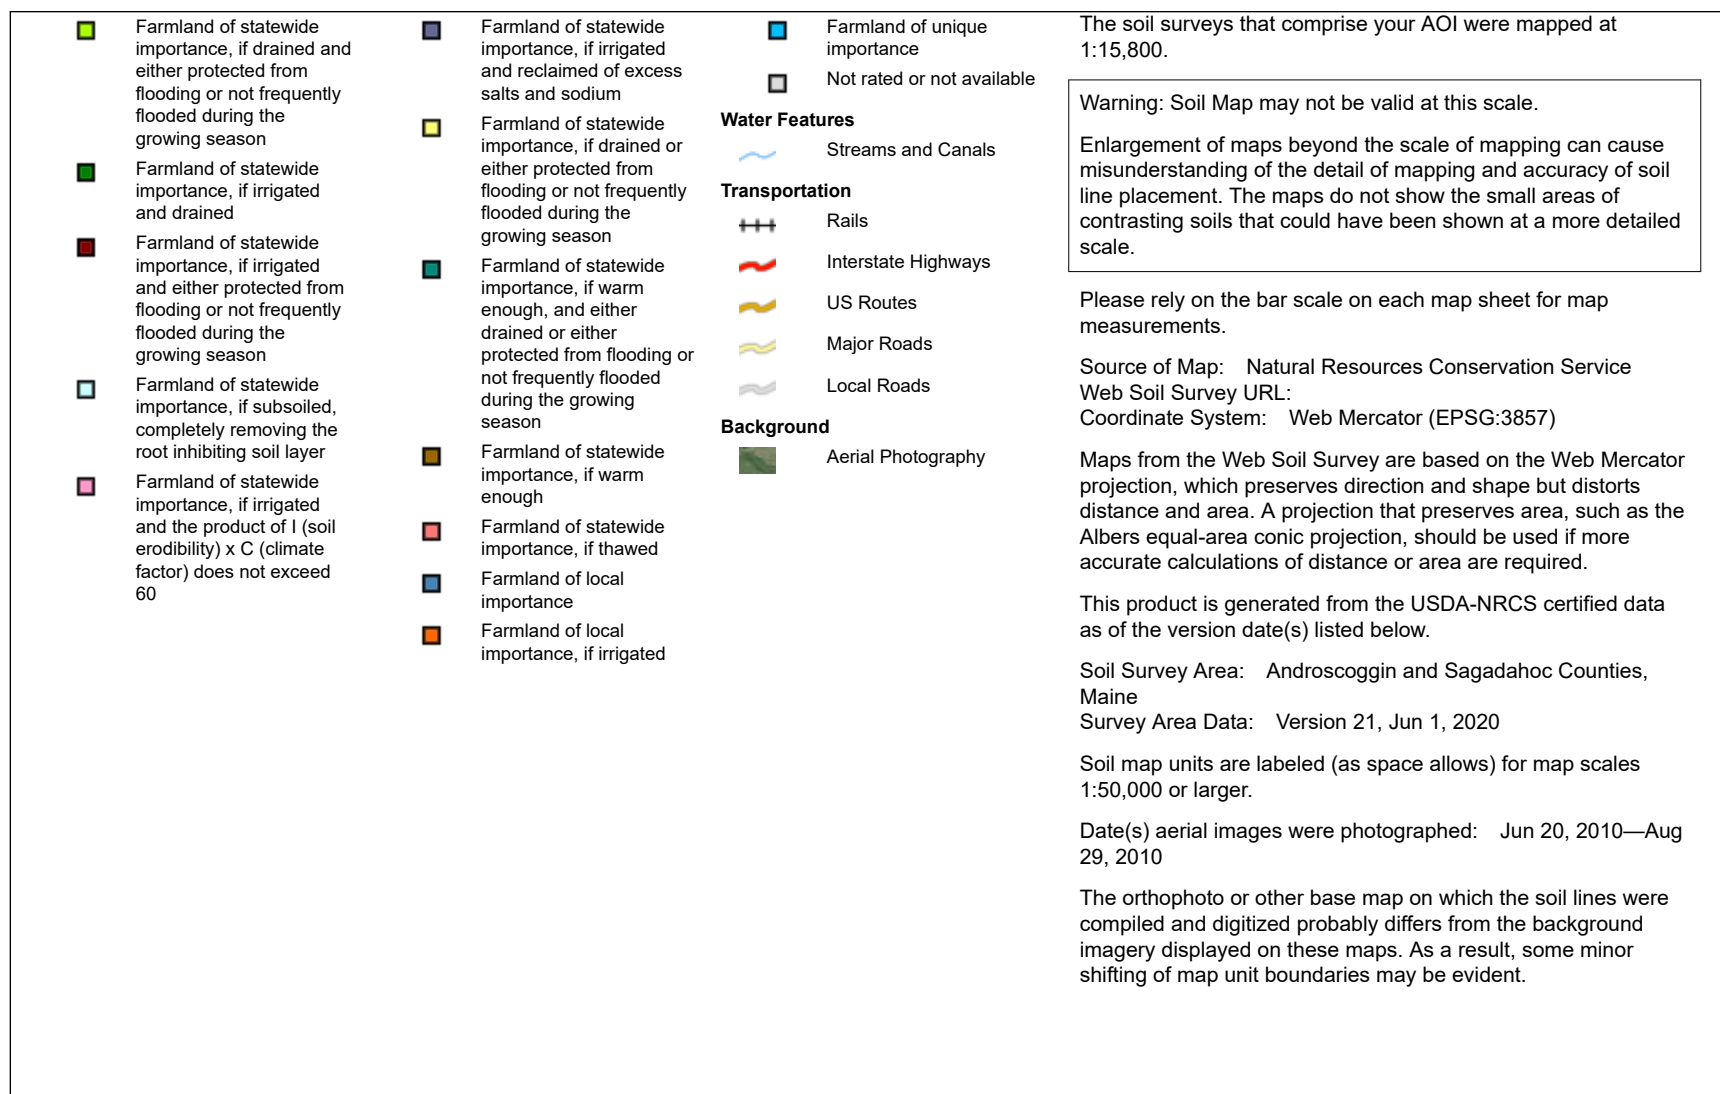 Farmland of statewide
importance, if drained and
either protected from
flooding or not frequently
flooded during the
growing season
Farmland of statewide
importance, if irrigated
and drained
Farmland of statewide
importance, if irrigated
and either protected from
flooding or not frequently
flooded during the
growing season
Farmland of statewide
importance, if subsoiled,
completely removing the
root inhibiting soil layer
Farmland of statewide
importance, if irrigated
and the product of I (soil
erodibility) x C (climate
factor) does not exceed
60
Farmland of statewide
importance, if irrigated
and reclaimed of excess
salts and sodium
Farmland of statewide
importance, if drained or
either protected from
flooding or not frequently
flooded during the
growing season
Farmland of statewide
importance, if warm
enough, and either
drained or either
protected from flooding or
not frequently flooded
during the growing
season
Farmland of statewide
importance, if warm
enough
Farmland of statewide
importance, if thawed
Farmland of local
importance
Farmland of local
importance, if irrigated
Farmland of unique
importance
Not rated or not available
Water Features
Streams and Canals
Transportation
Rails
Interstate Highways
US Routes
Major Roads
Local Roads
Background
Aerial Photography
The soil surveys that comprise your AOI were mapped at
1:15,800.
Warning: Soil Map may not be valid at this scale.
Enlargement of maps beyond the scale of mapping can cause
misunderstanding of the detail of mapping and accuracy of soil
line placement. The maps do not show the small areas of
contrasting soils that could have been shown at a more detailed
scale.
Please rely on the bar scale on each map sheet for map
measurements.
Source of Map: Natural Resources Conservation Service
Web Soil Survey URL:
Coordinate System: Web Mercator (EPSG:3857)
Maps from the Web Soil Survey are based on the Web Mercator
projection, which preserves direction and shape but distorts
distance and area. A projection that preserves area, such as the
Albers equal-area conic projection, should be used if more
accurate calculations of distance or area are required.
This product is generated from the USDA-NRCS certified data
as of the version date(s) listed below.
Soil Survey Area: Androscoggin and Sagadahoc Counties,
Maine
Survey Area Data: Version 21, Jun 1, 2020
Soil map units are labeled (as space allows) for map scales
1:50,000 or larger.
Date(s) aerial images were photographed: Jun 20, 2010—Aug
29, 2010
The orthophoto or other base map on which the soil lines were
compiled and digitized probably differs from the background
imagery displayed on these maps. As a result, some minor
shifting of map unit boundaries may be evident.